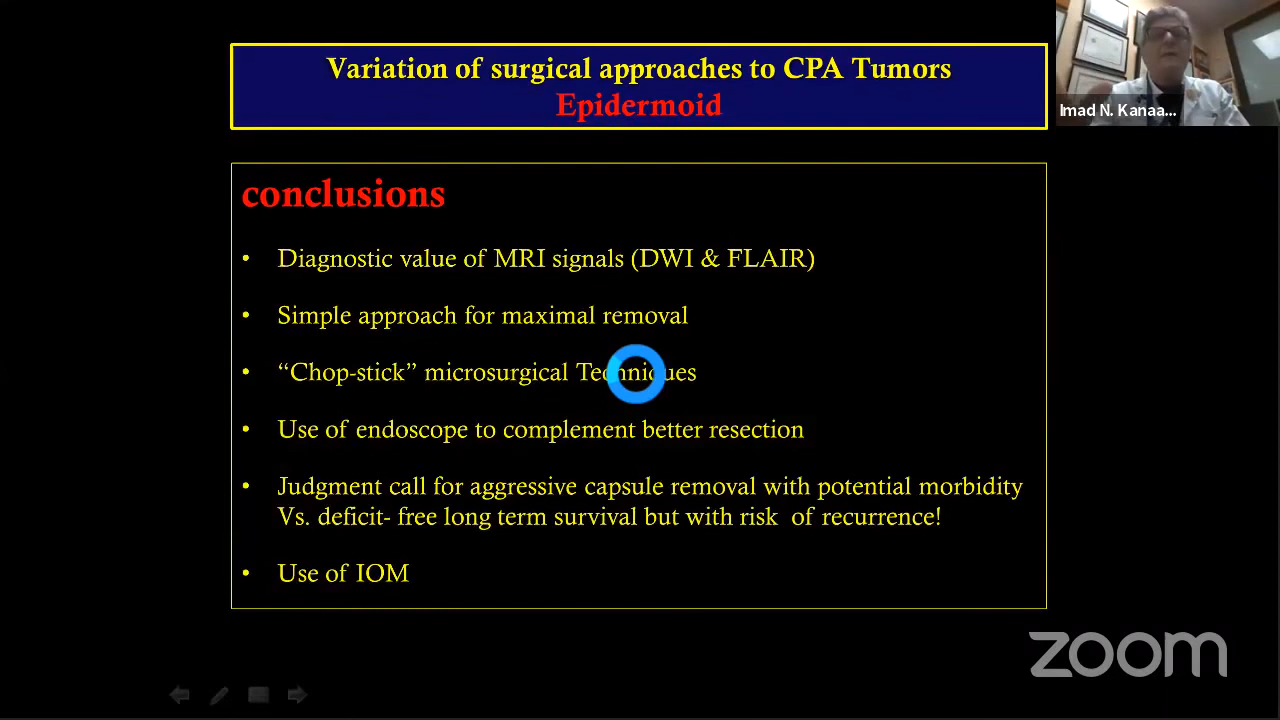 Variation of surgical approaches to CPA Tumors
Epidermoid
Imad N. Kanaa...
conclusions
• Diagnostic value of MRI signals (DWI & FLAIR)
• Simple approach for maximal removal
• “Chop-stick” microsurgical Techniques
• Use of endoscope to complement better resection
• Judgment call for aggressive capsule removal with potential morbidity
Vs. deficit- free long term survival but with risk of recurrence!
• Use of IOM
zoom